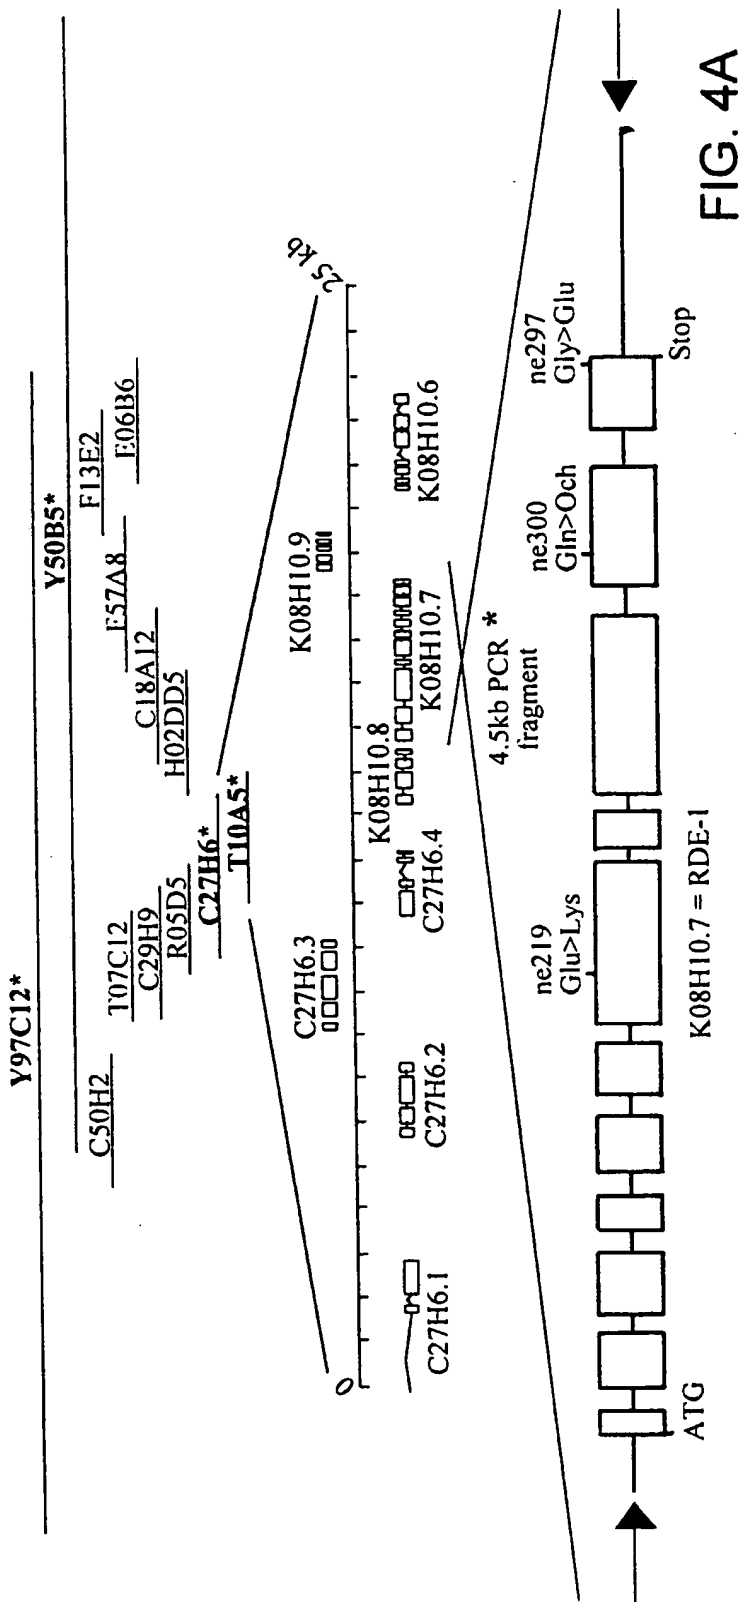 Y97C12*
Y50B5*
C50H2
T07C12
C29H9
R05D5
C27H6*
T10A5*
H02DD5
C18A12
E57A8
F13E2
E06B6
0
25 kb
C27H6.3
K08H10.9
C27H6.1
C27H6.2
C27H6.4
K08H10.8
K08H10.7
K08H10.6
4.5kb PCR *
fragment
ne219
Glu>Lys
ne300
Gln>Och
ne297
Gly>Glu
ATG
K08H10.7 = RDE-1
Stop
FIG. 4A